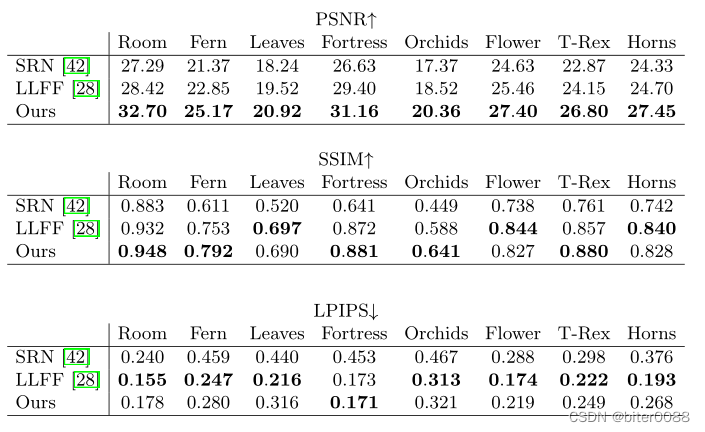 PSNR↑
Room Fern Leaves Fortress Orchids Flower T-Rex Horns
SRN [42] 27.29 21.37 18.24 26.63 17.37 24.63 22.87 24.33
LLFF [28] 28.42 22.85 19.52 29.40 18.52 25.46 24.15 24.70
Ours 32.70 25.17 20.92 31.16 20.36 27.40 26.80 27.45
SSIM↑
Room Fern Leaves Fortress Orchids Flower T-Rex Horns
SRN [42] 0.883 0.611 0.520 0.641 0.449 0.738 0.761 0.742
LLFF [28] 0.932 0.753 0.697 0.872 0.588 0.844 0.857 0.840
Ours 0.948 0.792 0.690 0.881 0.641 0.827 0.880 0.828
LPIPS↓
Room Fern Leaves Fortress Orchids Flower T-Rex Horns
SRN [42] 0.240 0.459 0.440 0.453 0.467 0.288 0.298 0.376
LLFF [28] 0.155 0.247 0.216 0.173 0.313 0.174 0.222 0.193
Ours 0.178 0.280 0.316 0.171 0.321 0.219 0.249 0.268
CSDN @biter0088